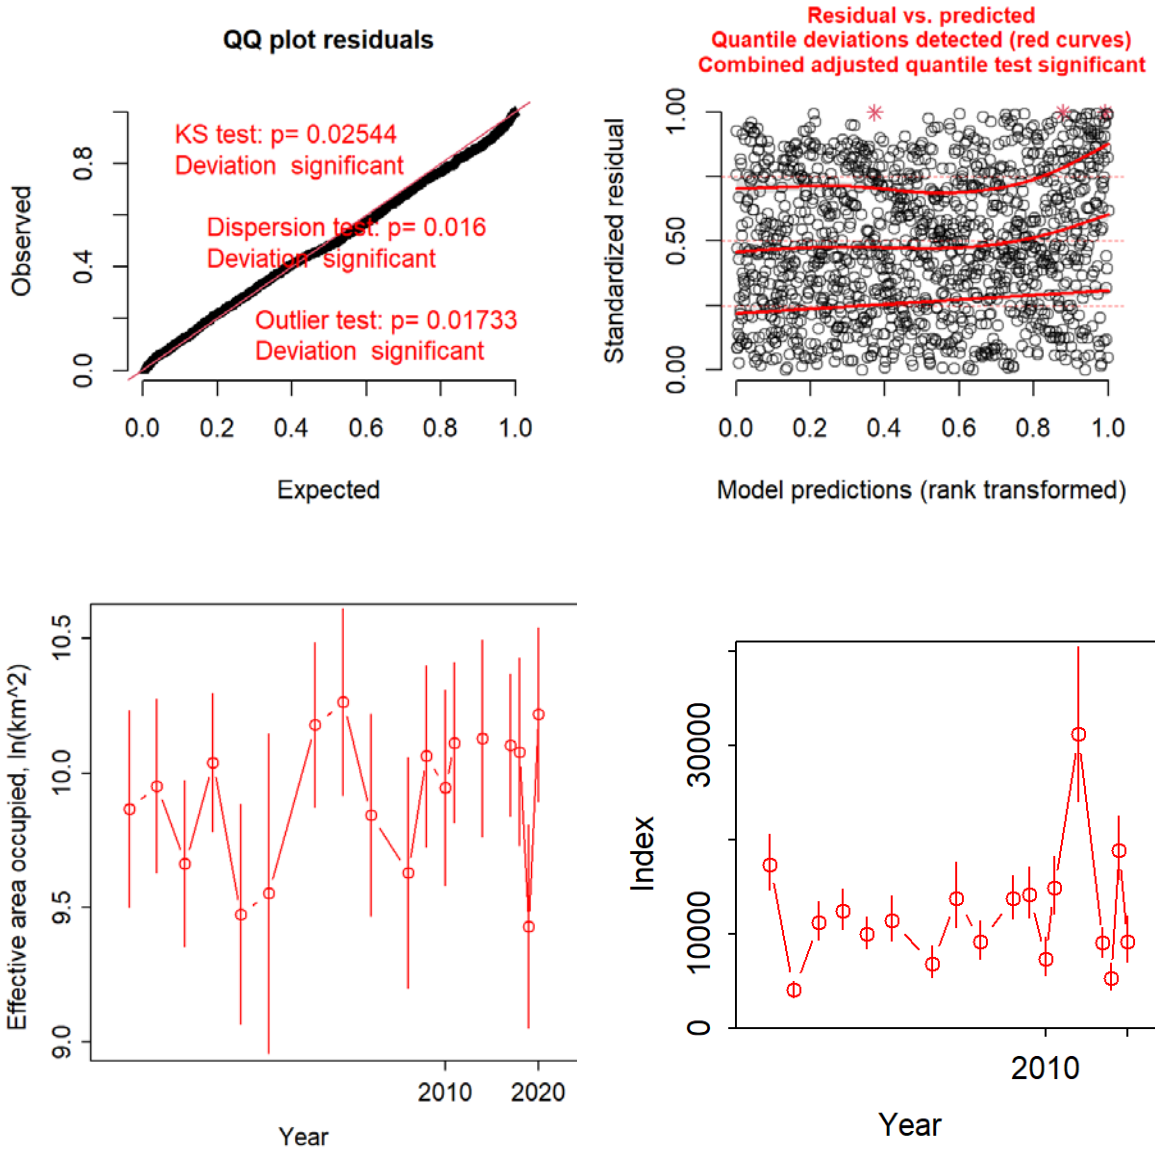 QQ plot residuals
Observed
0.0
0.4
0.8
KS test: p= 0.02544
Deviation significant
Dispersion test: p= 0.016
Deviation significant
Outlier test: p= 0.01733
Deviation significant
0.0 0.2 0.4 0.6 0.8 1.0
Expected
Residual vs. predicted
Quantile deviations detected (red curves)
Combined adjusted quantile test significant
Standardized residual
0.00
0.50
1.00
0.0 0.2 0.4 0.6 0.8 1.0
Model predictions (rank transformed)
Effective area occupied, ln(km^2)
9.0
9.5
10.0
10.5
2010 2020
Year
Index
0
10000
30000
2010
Year